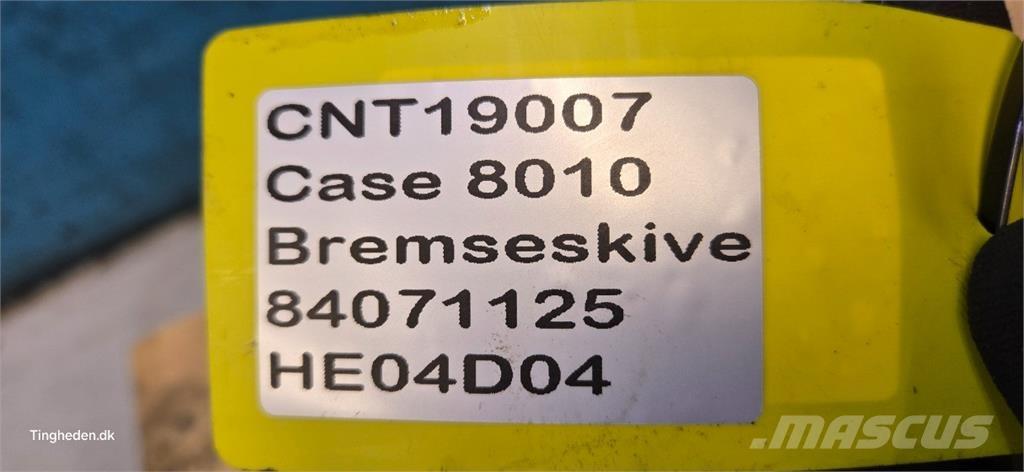 CNT19007
Case 8010
Bremseskive
84071125
HE04D04
Tingheden.dk
MASCUS